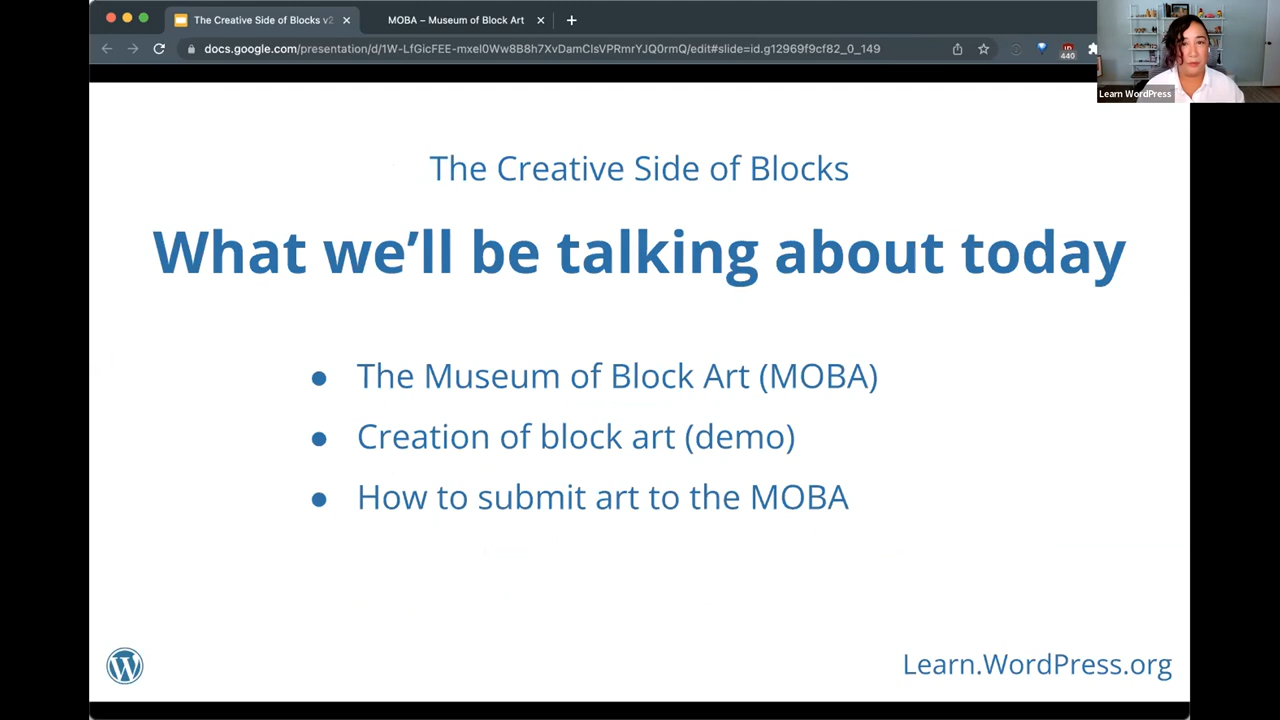 The Creative Side of Blocks v2
MOBA – Museum of Block Art
docs.google.com/presentation/d/1W-LfGicFEE-mxeI0Ww8B8h7XvDamCIsVPRmrYJQ0rmQ/edit#slide=id.g12969f9cf82_0_149
440
Learn WordPress
The Creative Side of Blocks
What we’ll be talking about today
● The Museum of Block Art (MOBA)
● Creation of block art (demo)
● How to submit art to the MOBA
Learn.WordPress.org